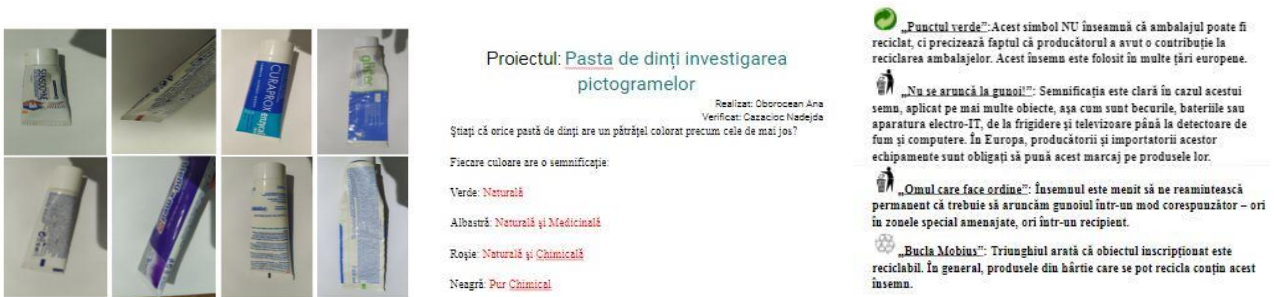 SENSODYNE
CURAPROX
Proiectul: Pasta de dinți investigarea
pictogramelor
Realizat: Oborocean Ana
Verificat: Cazacioc Nadejda
Știați că orice pastă de dinți are un pătrățel colorat precum cele de mai jos?
Fiecare culoare are o semnificație:
Verde: Naturală
Albastră: Naturală și Medicinală
Roșie: Naturală și Chimicală
Neagră: Pur Chimical
„Punctul verde”:Acest simbol NU înseamnă că ambalajul poate fi
reciclat, ci precizează faptul că producătorul a avut o contribuție la
reciclarea ambalajelor. Acest însemn este folosit în multe țări europene.
„Nu se aruncă la gunoi!”: Semnificația este clară în cazul acestui
semn, aplicat pe mai multe obiecte, așa cum sunt becurile, bateriile sau
aparatura electro-IT, de la frigidere și televizoare până la detectoare de
fum și computere. În Europa, producătorii și importatorii acestor
echipamente sunt obligați să pună acest marcaj pe produsele lor.
„Omul care face ordine”: Însemnul este menit să ne reamintească
permanent că trebuie să aruncăm gunoiul într-un mod corespunzător – ori
în zonele special amenajate, ori într-un recipient.
„Bucla Mobius”: Triunghiul arată că obiectul inscripționat este
reciclabil. În general, produsele din hârtie care se pot recicla conțin acest
însemn.